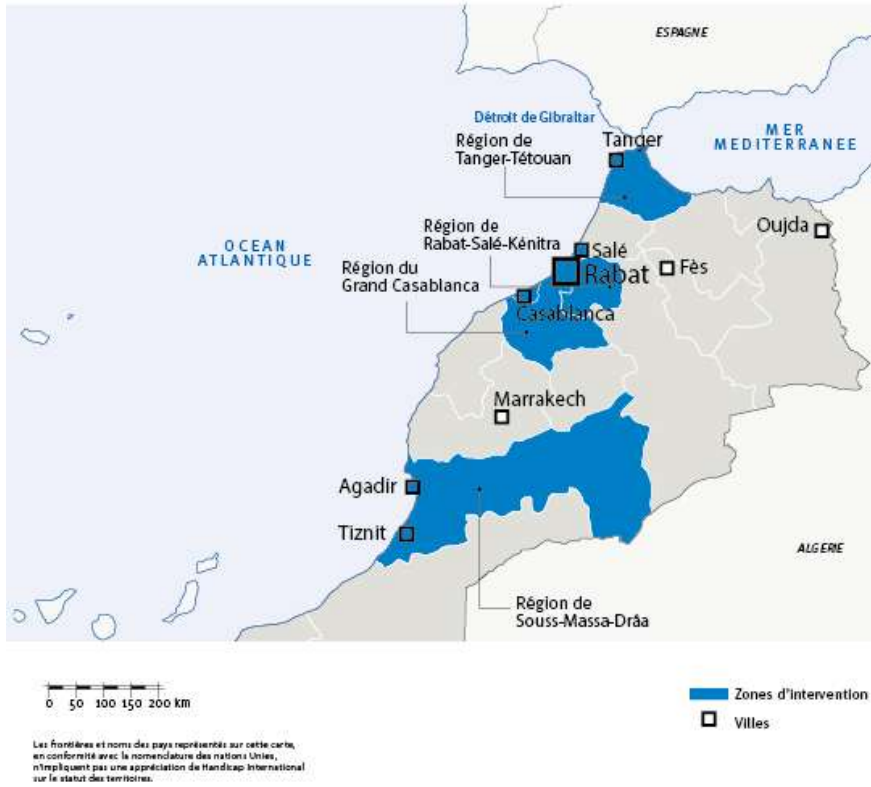 ESPAGNE
Détroit de Gibraltar
MER
MEDITERRANEE
Région de
Tanger-Tétouan
Tanger
Oujda
OCEAN
ATLANTIQUE
Région de
Rabat-Salé-Kénitra
Salé
Rabat
Fès
Région du
Grand Casablanca
Casablanca
Marrakech
Agadir
Tiznit
ALGERIE
Région de
Souss-Massa-Drâa
0 50 100 150 200 km
Zones d'intervention
Villes
Les frontières et noms des pays représentés sur cette carte,
en conformité avec la nomenclature des nations Unies,
n'impliquent pas une appréciation de Handicap International
sur le statut des territoires.